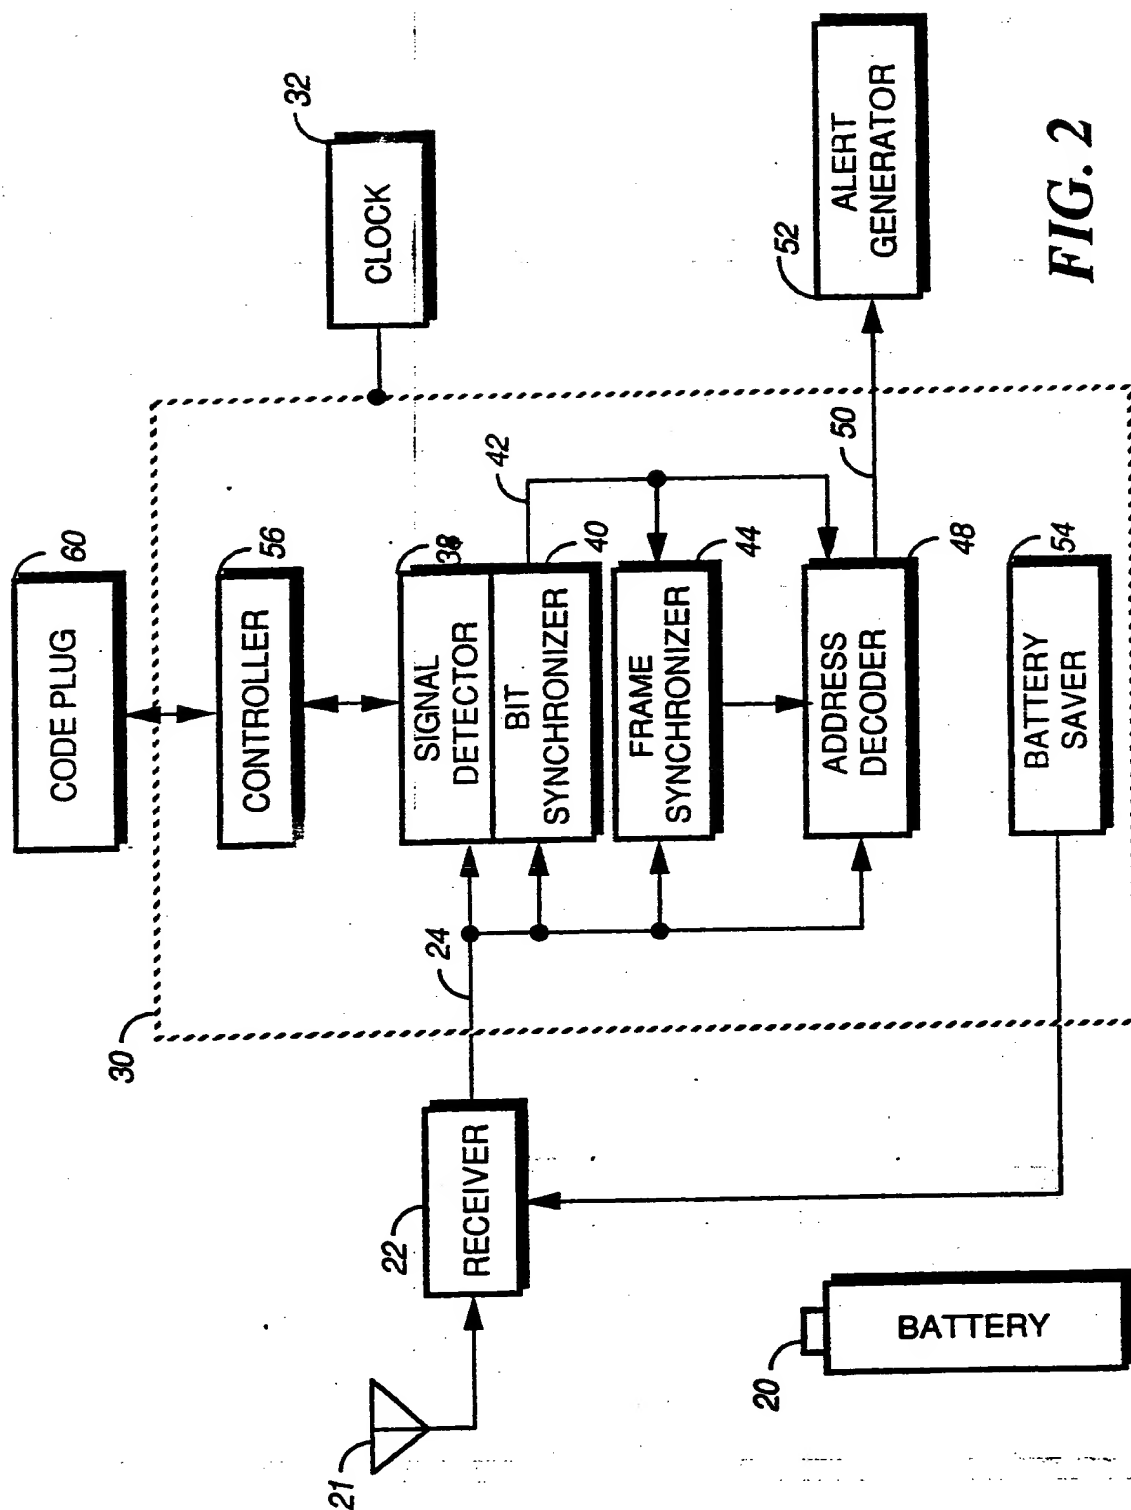 60
CODE PLUG
30
56
CONTROLLER
32
CLOCK
21
22
RECEIVER
24
38
SIGNAL
DETECTOR
40
BIT
SYNCHRONIZER
42
44
FRAME
SYNCHRONIZER
48
ADDRESS
DECODER
50
52
ALERT
GENERATOR
20
BATTERY
54
BATTERY
SAVER
FIG. 2